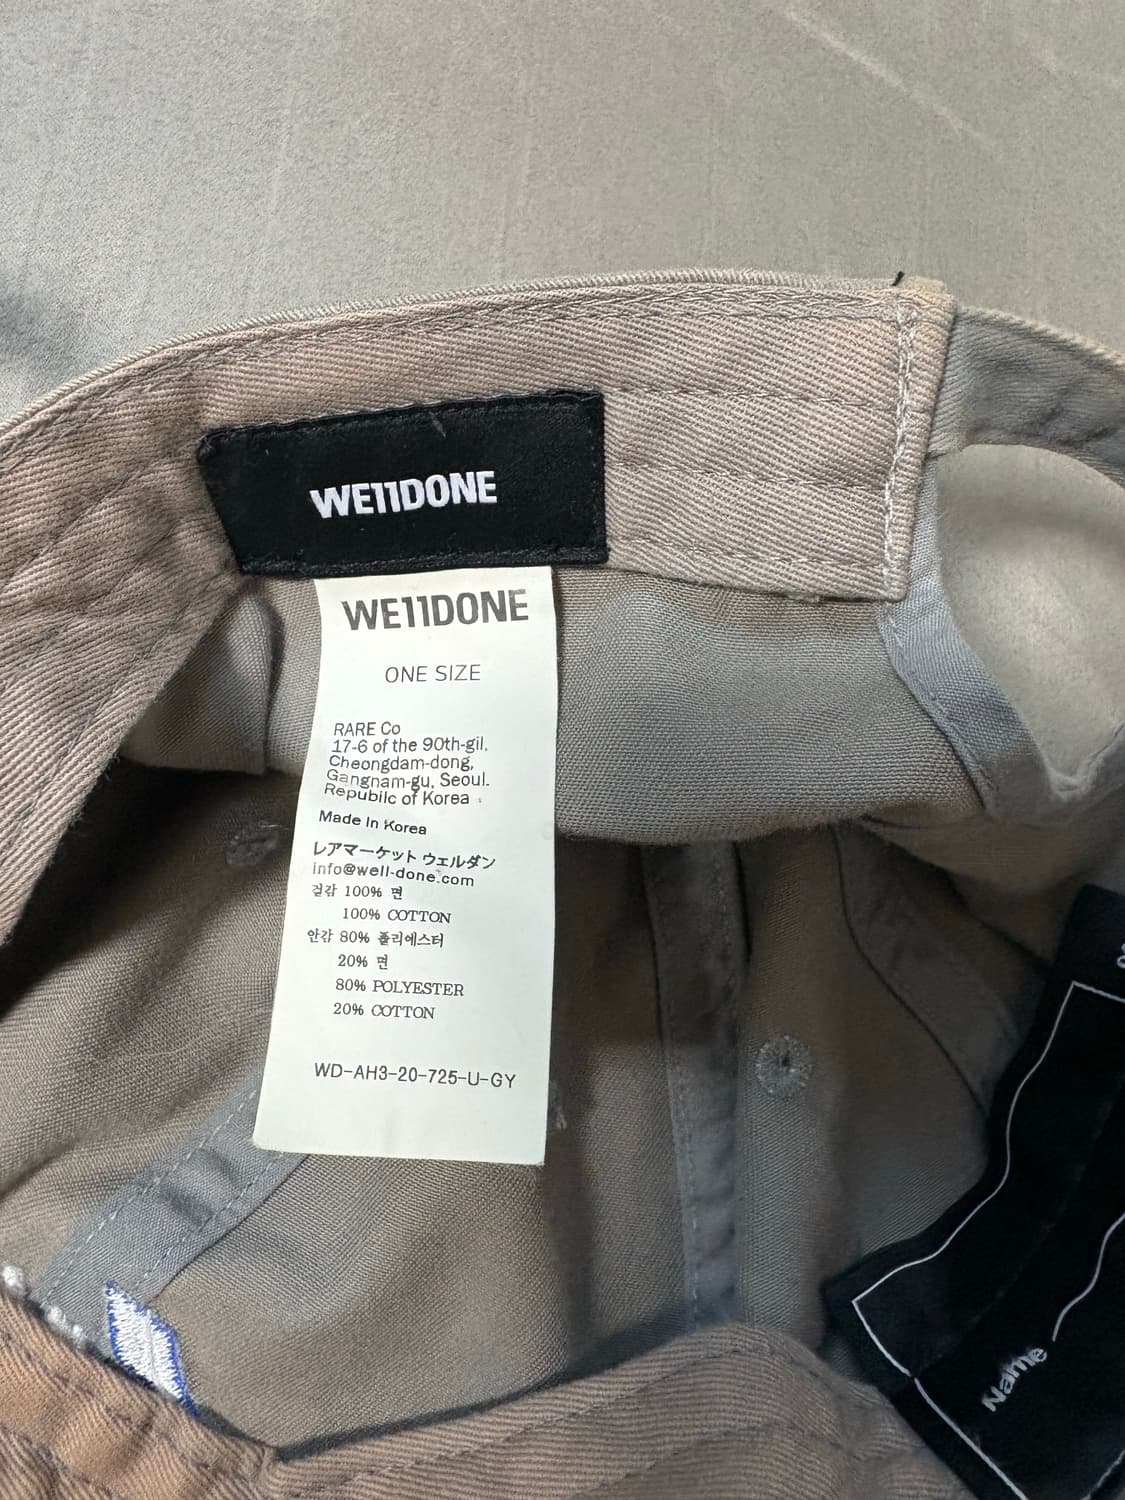 WE11DONE
WE11DONE
ONE SIZE
RARE Co
17-6 of the 90th-gil,
Cheongdam-dong,
Gangnam-gu, Seoul.
Republic of Korea
Made In Korea
レアマーケット ウェルダン
info@well-done.com
겉감 100% 면
100% COTTON
안감 80% 폴리에스터
20% 면
80% POLYESTER
20% COTTON
WD-AH3-20-725-U-GY
Name